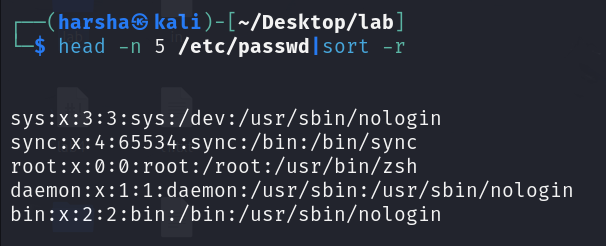 ┌──(harsha㉿kali)-[~/Desktop/lab]
└─$ head -n 5 /etc/passwd|sort -r
sys:x:3:3:sys:/dev:/usr/sbin/nologin
sync:x:4:65534:sync:/bin:/bin/sync
root:x:0:0:root:/root:/usr/bin/zsh
daemon:x:1:1:daemon:/usr/sbin:/usr/sbin/nologin
bin:x:2:2:bin:/bin:/usr/sbin/nologin